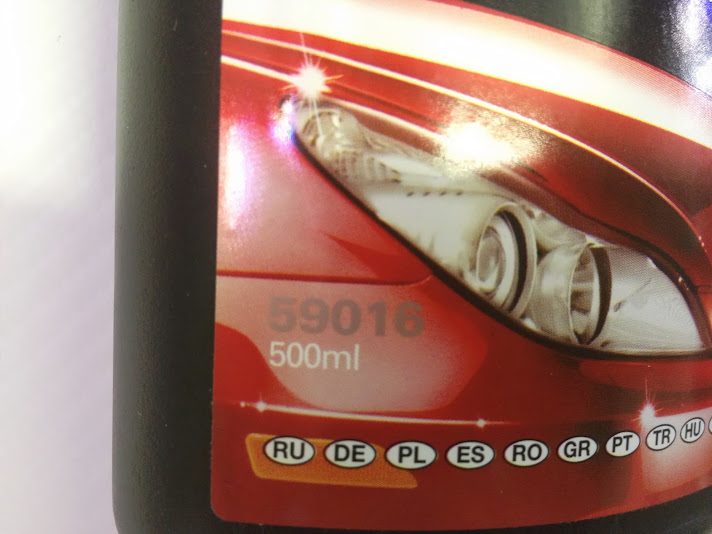 59016
500ml
RU DE PL ES RO GR PT TR HU